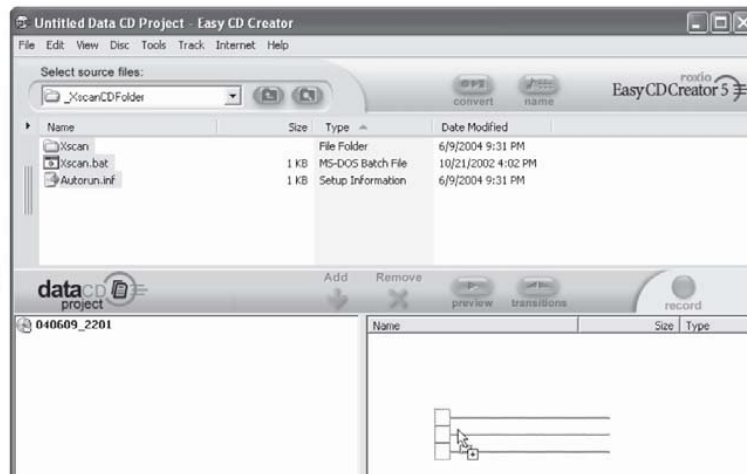 Untitled Data CD Project - Easy CD Creator
File Edit View Disc Tools Track Internet Help
Select source files:
_XscanCDFolder
convert
name
roxio
Easy CD Creator 5
Name Size Type Date Modified
Xscan File Folder 6/9/2004 9:31 PM
Xscan.bat 1 KB MS-DOS Batch File 10/21/2002 4:02 PM
Autorun.inf 1 KB Setup Information 6/9/2004 9:31 PM
dataCD
project
Add
Remove
preview
transitions
record
040609_2201
Name Size Type